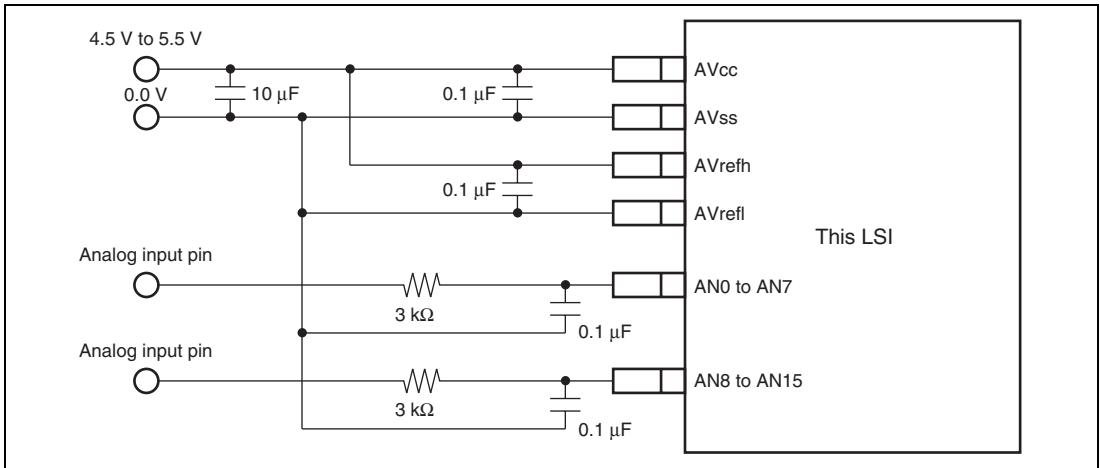 4.5 V to 5.5 V
AVcc
0.0 V
10 μF
0.1 μF
AVss
AVrefh
0.1 μF
AVrefl
This LSI
Analog input pin
AN0 to AN7
3 kΩ
0.1 μF
Analog input pin
AN8 to AN15
3 kΩ
0.1 μF